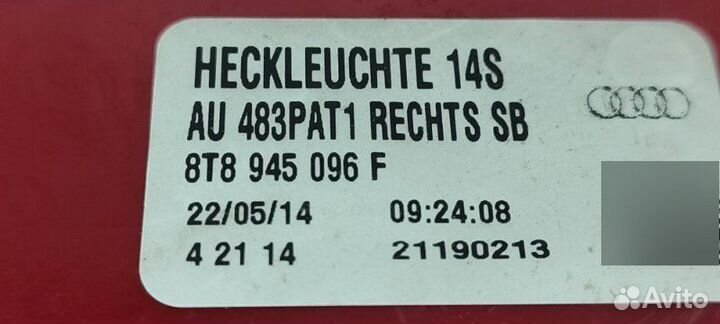 HECKLEUCHTE 14S
AU 483PAT1 RECHTS SB
8T8 945 096 F
22/05/14 09:24:08
4 21 14 21190213
Avito